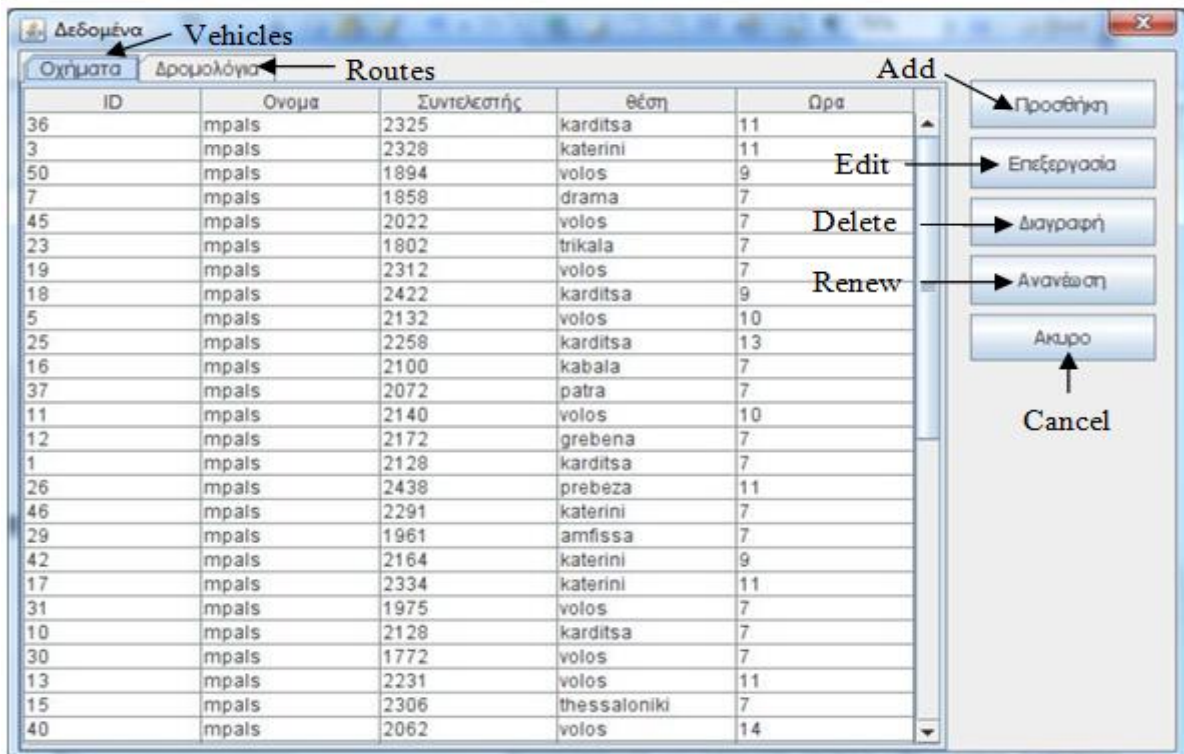 Δεδομένα
Vehicles
Οχήματα Δρομολόγια Routes
Add
ID Ονομα Συντελεστής θέση Ωρα
36 mpals 2325 karditsa 11
3 mpals 2328 katerini 11
50 mpals 1894 volos 9
7 mpals 1858 drama 7
45 mpals 2022 volos 7
23 mpals 1802 trikala 7
19 mpals 2312 volos 7
18 mpals 2422 karditsa 9
5 mpals 2132 volos 10
25 mpals 2258 karditsa 13
16 mpals 2100 kabala 7
37 mpals 2072 patra 7
11 mpals 2140 volos 10
12 mpals 2172 grebena 7
1 mpals 2128 karditsa 7
26 mpals 2438 prebeza 11
46 mpals 2291 katerini 7
29 mpals 1961 amfissa 7
42 mpals 2164 katerini 9
17 mpals 2334 katerini 11
31 mpals 1975 volos 7
10 mpals 2128 karditsa 7
30 mpals 1772 volos 7
13 mpals 2231 volos 11
15 mpals 2306 thessaloniki 7
40 mpals 2062 volos 14
Προσθήκη
Edit Επεξεργασία
Delete Διαγραφή
Renew Ανανέωση
Ακυρο
Cancel